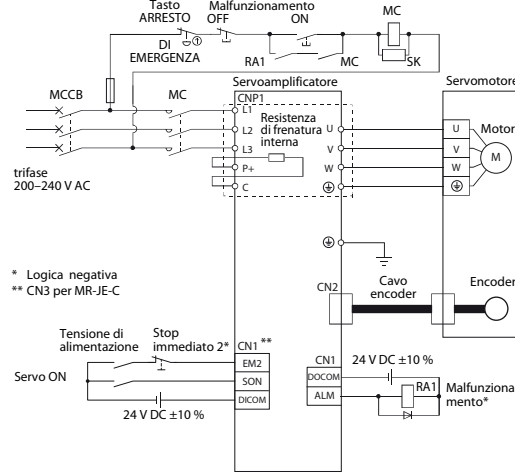 Tasto
ARRESTO
Malfunzionamento
OFF
ON
MC
DI ①
EMERGENZA
RA1
MC
SK
MCCB
MC
Servoamplificatore
Servomotore
CNP1
L1
L2
L3
P+
C
Resistenza
di frenatura
interna
U
V
W
U
V
W
Motor
M
trifase
200–240 V AC
* Logica negativa
** CN3 per MR-JE-C
CN2
Cavo
encoder
Encoder
Tensione di
alimentazione
Stop
immediato 2*
CN1 **
EM2
SON
DICOM
Servo ON
24 V DC ±10 %
CN1
DOCOM
ALM
24 V DC ±10 %
RA1
Malfunziona
mento*